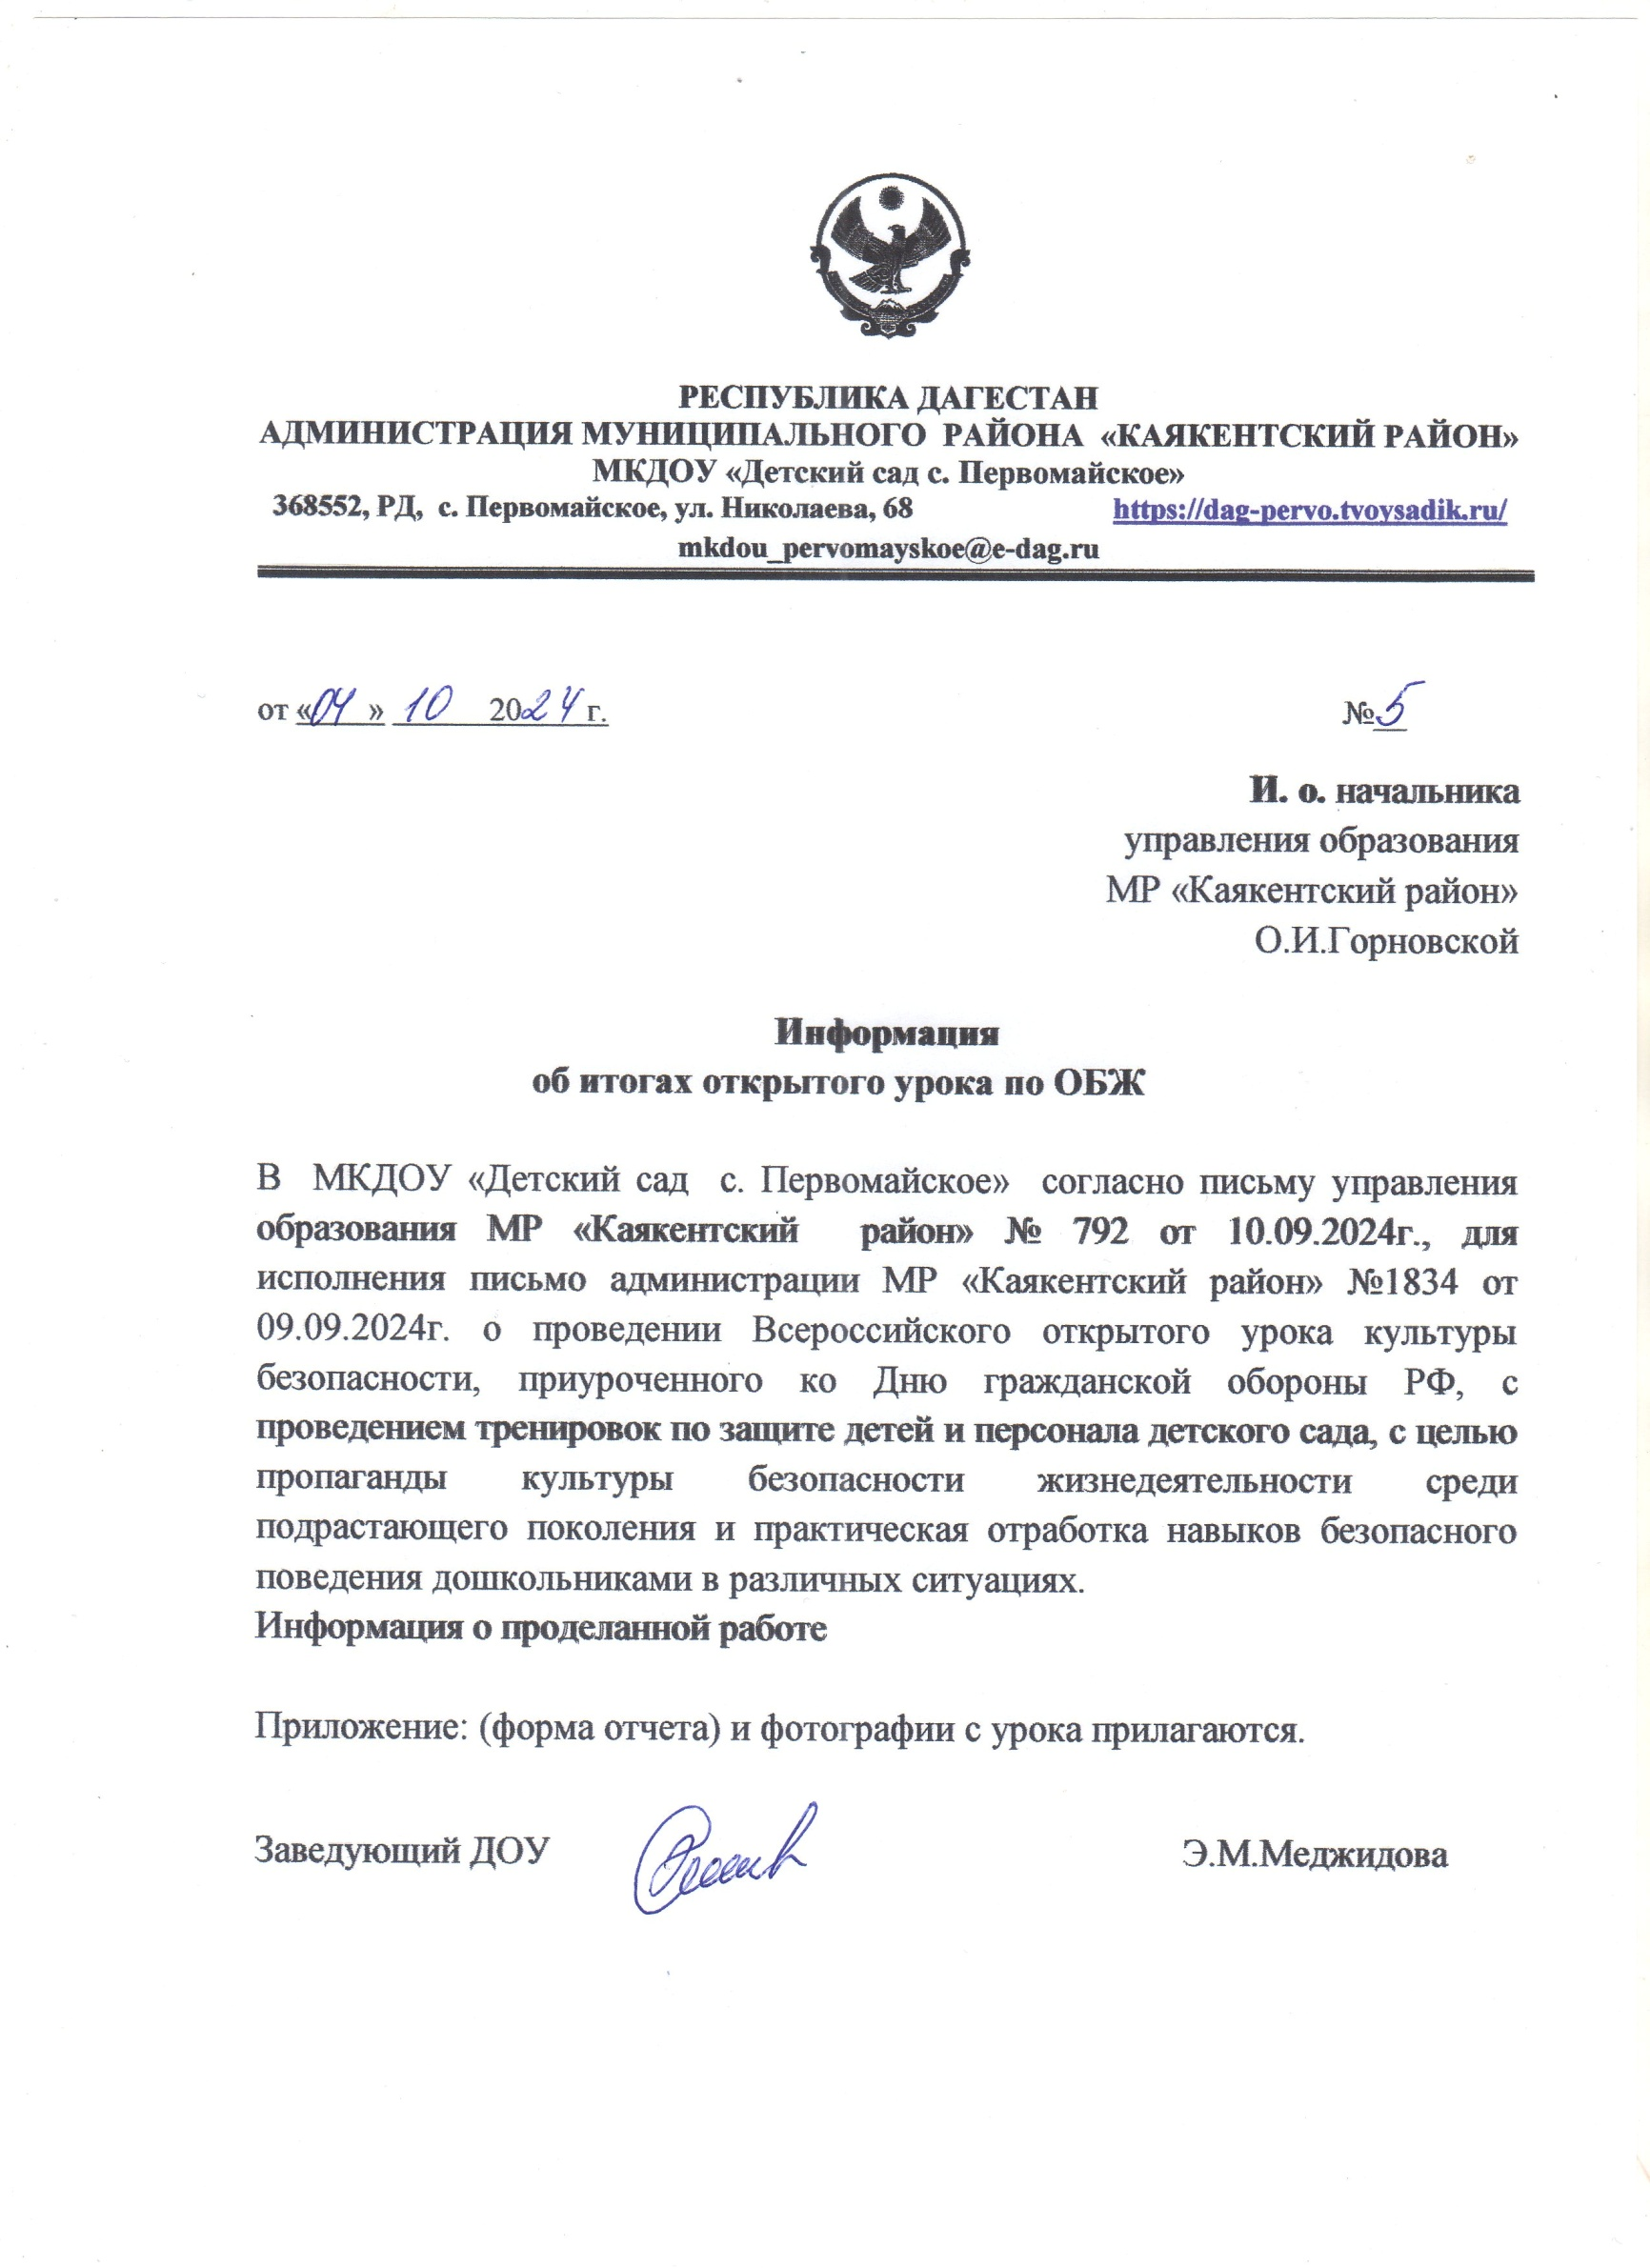 РЕСПУБЛИКА ДАГЕСТАН
АДМИНИСТРАЦИЯ МУНИЦИПАЛЬНОГО РАЙОНА «КАЯКЕНТСКИЙ РАЙОН»
МКДОУ «Детский сад с. Первомайское»
368552, РД, с. Первомайское, ул. Николаева, 68 https://dag-pervo.tvoysadik.ru/
mkdou_pervomayskoe@e-dag.ru
от «04» 10 2024 г. №5
И. о. начальника
управления образования
МР «Каякентский район»
О.И.Горновской
Информация
об итогах открытого урока по ОБЖ
В МКДОУ «Детский сад с. Первомайское» согласно письму управления
образования МР «Каякентский район» № 792 от 10.09.2024г., для
исполнения письмо администрации МР «Каякентский район» №1834 от
09.09.2024г. о проведении Всероссийского открытого урока культуры
безопасности, приуроченного ко Дню гражданской обороны РФ, с
проведением тренировок по защите детей и персонала детского сада, с целью
пропаганды культуры безопасности жизнедеятельности среди
подрастающего поколения и практическая отработка навыков безопасного
поведения дошкольниками в различных ситуациях.
Информация о проделанной работе
Приложение: (форма отчета) и фотографии с урока прилагаются.
Заведующий ДОУ Э.М.Меджидова